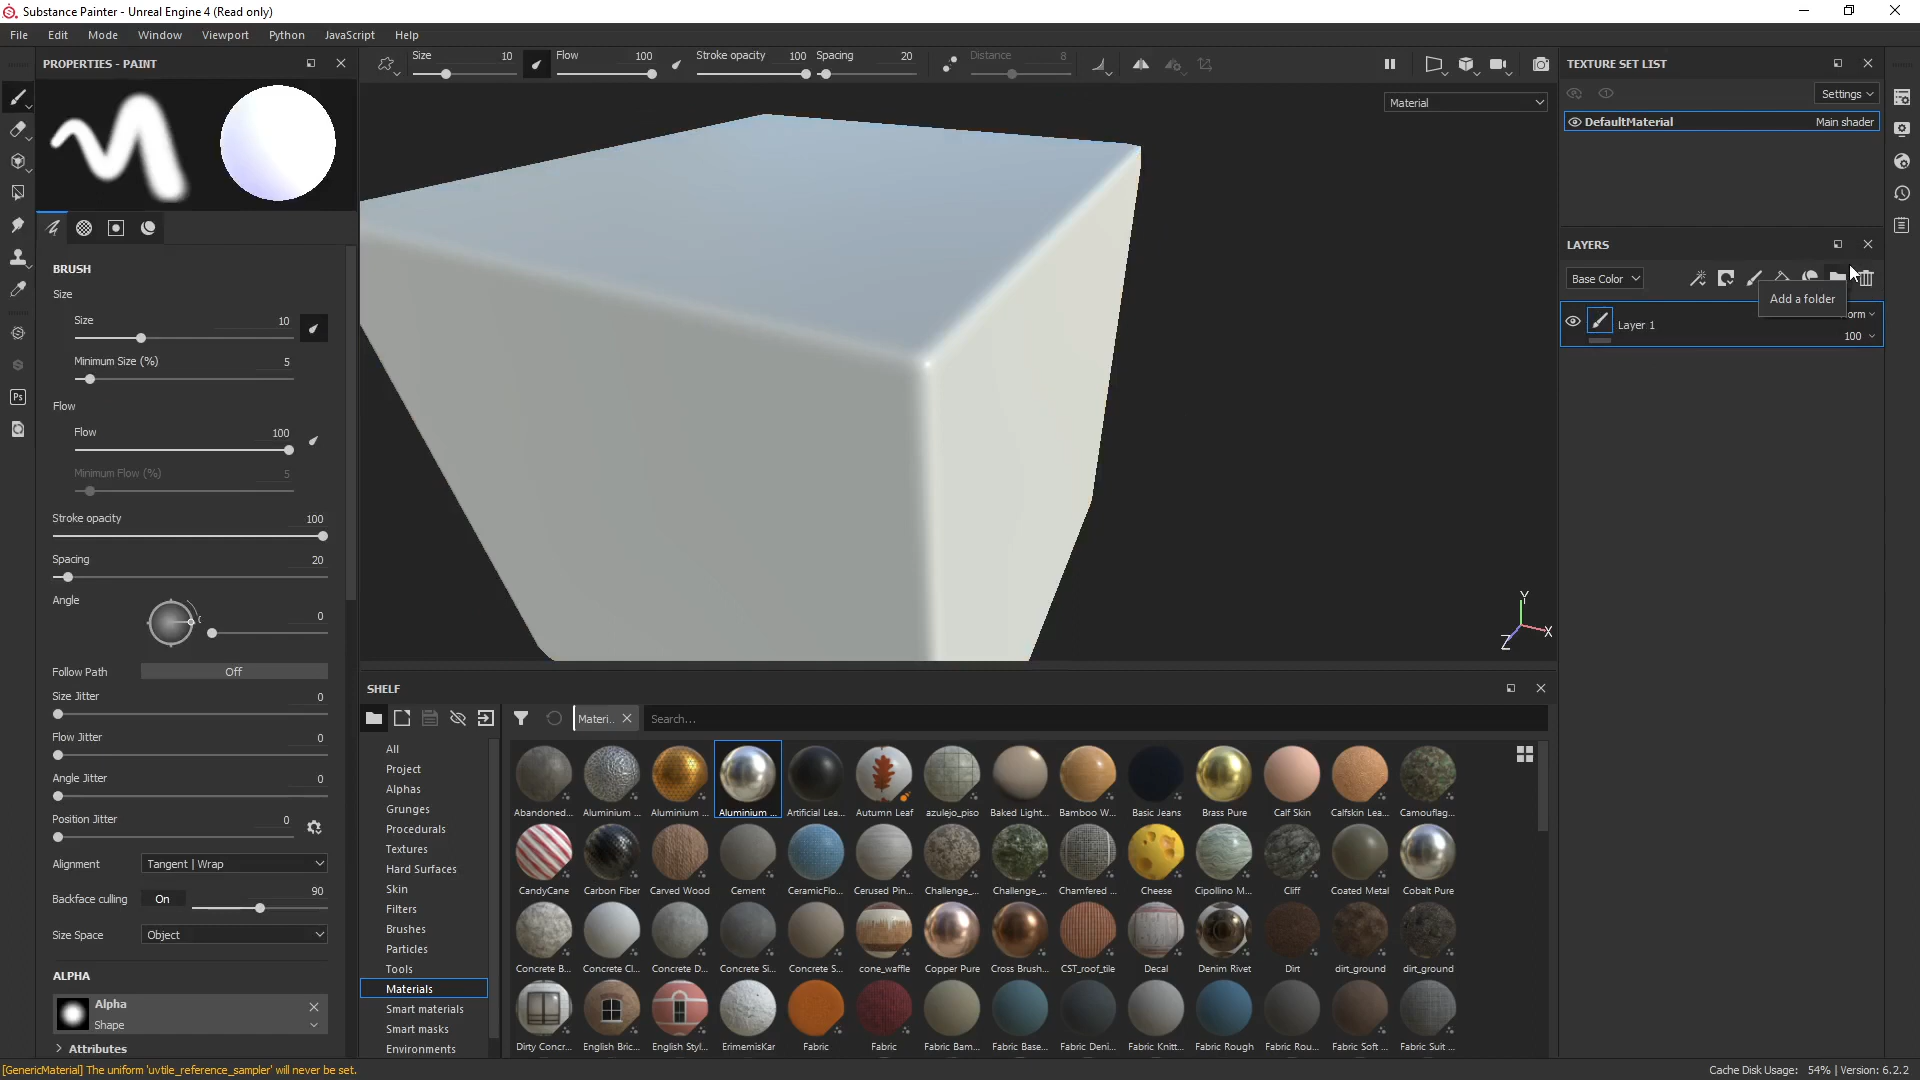 Substance Painter - Unreal Engine 4 (Read only)
File Edit Mode Window Viewport Python JavaScript Help
PROPERTIES - PAINT
Size 10 Flow 100 Stroke opacity 100 Spacing 20 Distance 8
Material
TEXTURE SET LIST
Settings
DefaultMaterial Main shader
LAYERS
Base Color
Add a folder
Layer 1 orm
100
BRUSH
Size
Size 10
Minimum Size (%) 5
Flow
Flow 100
Minimum Flow (%) 5
Stroke opacity 100
Spacing 20
Angle 0
Follow Path Off
Size Jitter 0
Flow Jitter 0
Angle Jitter 0
Position Jitter 0
Alignment Tangent | Wrap
Backface culling On 90
Size Space Object
ALPHA
Alpha
Shape
Attributes
Ps
Y
X
Z
SHELF
Materi.. Search...
All
Project
Alphas
Grunges
Procedurals
Textures
Hard Surfaces
Skin
Filters
Brushes
Particles
Tools
Materials
Smart materials
Smart masks
Environments
Abandoned... Aluminium ... Aluminium ... Aluminium ... Artificial Lea... Autumn Leaf azulejo_piso Baked Light... Bamboo W... Basic Jeans Brass Pure Calf Skin Calfskin Lea... Camouflag...
CandyCane Carbon Fiber Carved Wood Cement CeramicFlo... Cerused Pin... Challenge_... Challenge_... Chamfered ... Cheese Cipollino M... Cliff Coated Metal Cobalt Pure
Concrete B... Concrete Cl... Concrete D... Concrete Si... Concrete S... cone_waffle Copper Pure Cross Brush... CST_roof_tile Decal Denim Rivet Dirt dirt_ground dirt_ground
Dirty Concr... English Bric... English Styl... ErimemisKar Fabric Fabric Fabric Bam... Fabric Base... Fabric Deni... Fabric Knitt... Fabric Rough Fabric Rou... Fabric Soft ... Fabric Suit ...
[GenericMaterial] The uniform 'uvtile_reference_sampler' will never be set.
Cache Disk Usage: 54% | Version: 6.2.2